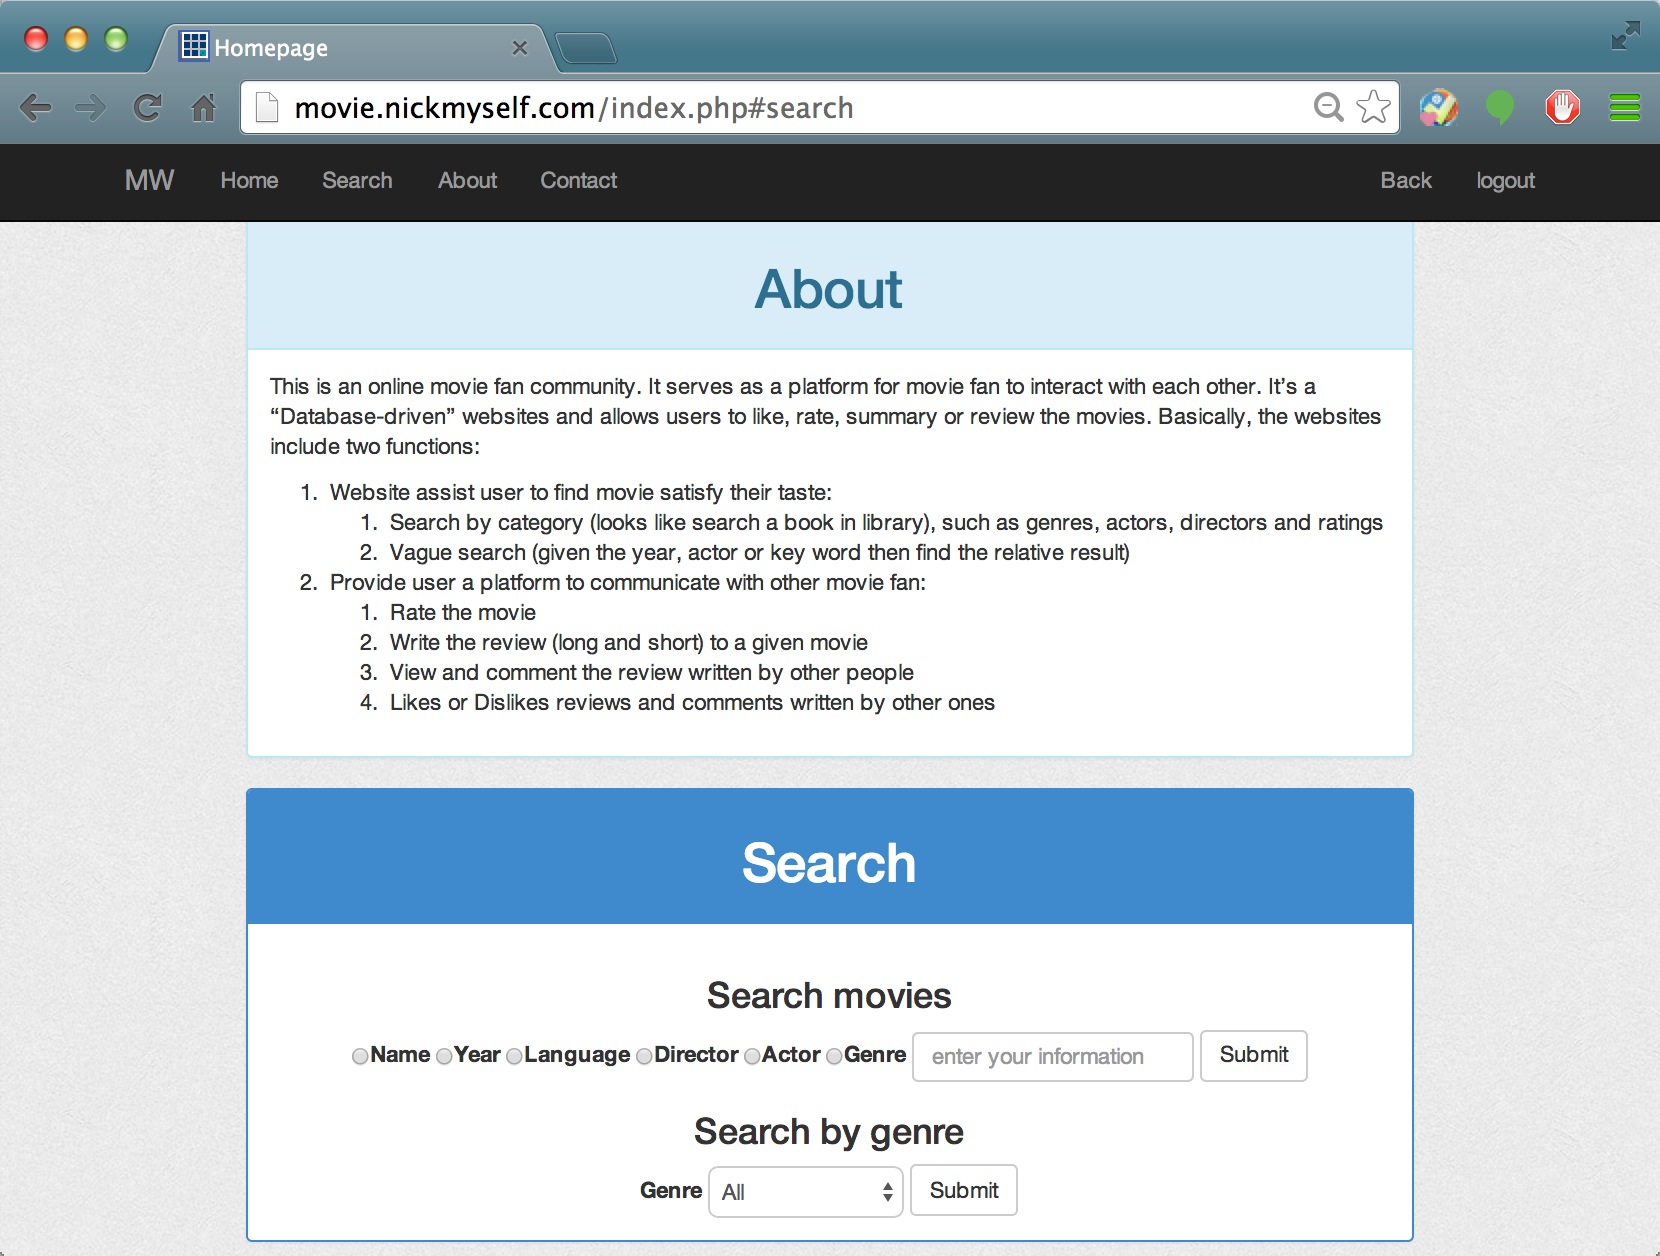 Homepage
movie.nickmyself.com/index.php#search
MW Home Search About Contact Back logout
About
This is an online movie fan community. It serves as a platform for movie fan to interact with each other. It's a
“Database-driven” websites and allows users to like, rate, summary or review the movies. Basically, the websites
include two functions:
1. Website assist user to find movie satisfy their taste:
1. Search by category (looks like search a book in library), such as genres, actors, directors and ratings
2. Vague search (given the year, actor or key word then find the relative result)
2. Provide user a platform to communicate with other movie fan:
1. Rate the movie
2. Write the review (long and short) to a given movie
3. View and comment the review written by other people
4. Likes or Dislikes reviews and comments written by other ones
Search
Search movies
Name Year Language Director Actor Genre enter your information Submit
Search by genre
Genre All Submit